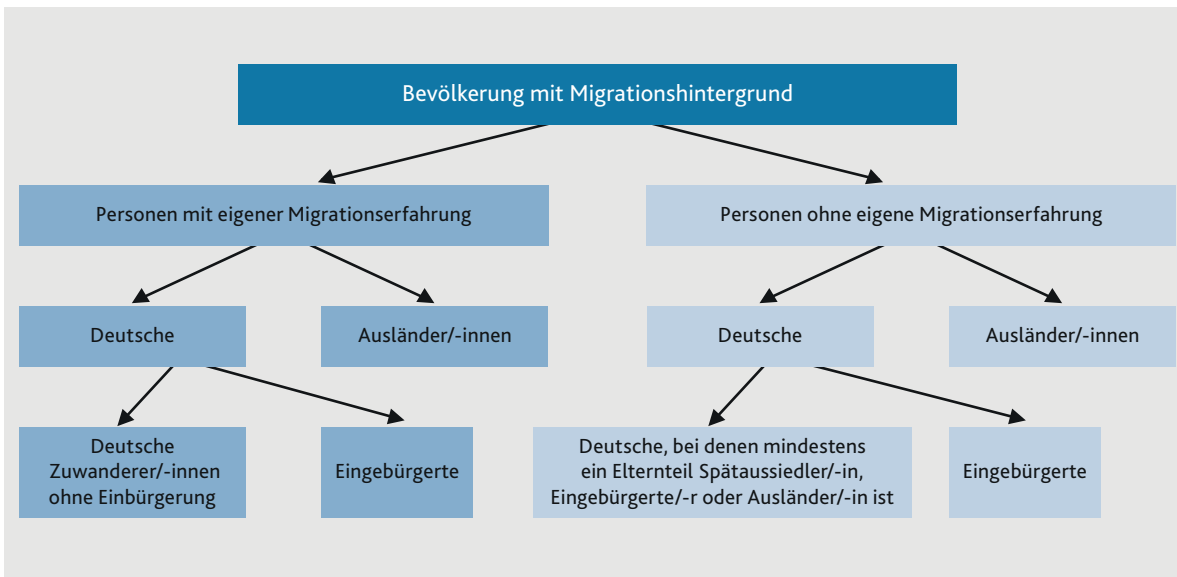 Bevölkerung mit Migrationshintergrund
Personen mit eigener Migrationserfahrung
Personen ohne eigene Migrationserfahrung
Deutsche
Ausländer/-innen
Deutsche
Ausländer/-innen
Deutsche
Zuwanderer/-innen
ohne Einbürgerung
Eingebürgerte
Deutsche, bei denen mindestens
ein Elternteil Spätaussiedler/-in,
Eingebürgerte/-r oder Ausländer/-in ist
Eingebürgerte